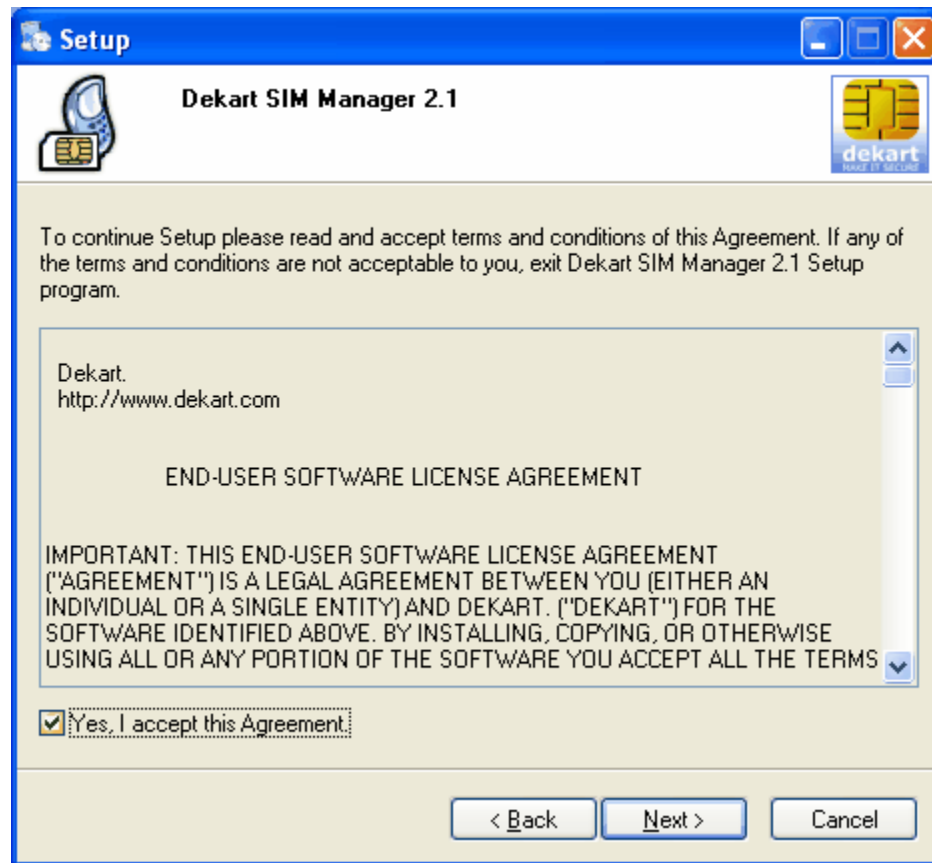 Setup
Dekart SIM Manager 2.1
dekart
MAKE IT SECURE
To continue Setup please read and accept terms and conditions of this Agreement. If any of
the terms and conditions are not acceptable to you, exit Dekart SIM Manager 2.1 Setup
program.
Dekart.
http://www.dekart.com
END-USER SOFTWARE LICENSE AGREEMENT
IMPORTANT: THIS END-USER SOFTWARE LICENSE AGREEMENT
("AGREEMENT") IS A LEGAL AGREEMENT BETWEEN YOU (EITHER AN
INDIVIDUAL OR A SINGLE ENTITY) AND DEKART. ("DEKART") FOR THE
SOFTWARE IDENTIFIED ABOVE. BY INSTALLING, COPYING, OR OTHERWISE
USING ALL OR ANY PORTION OF THE SOFTWARE YOU ACCEPT ALL THE TERMS
Yes, I accept this Agreement.
< Back Next > Cancel